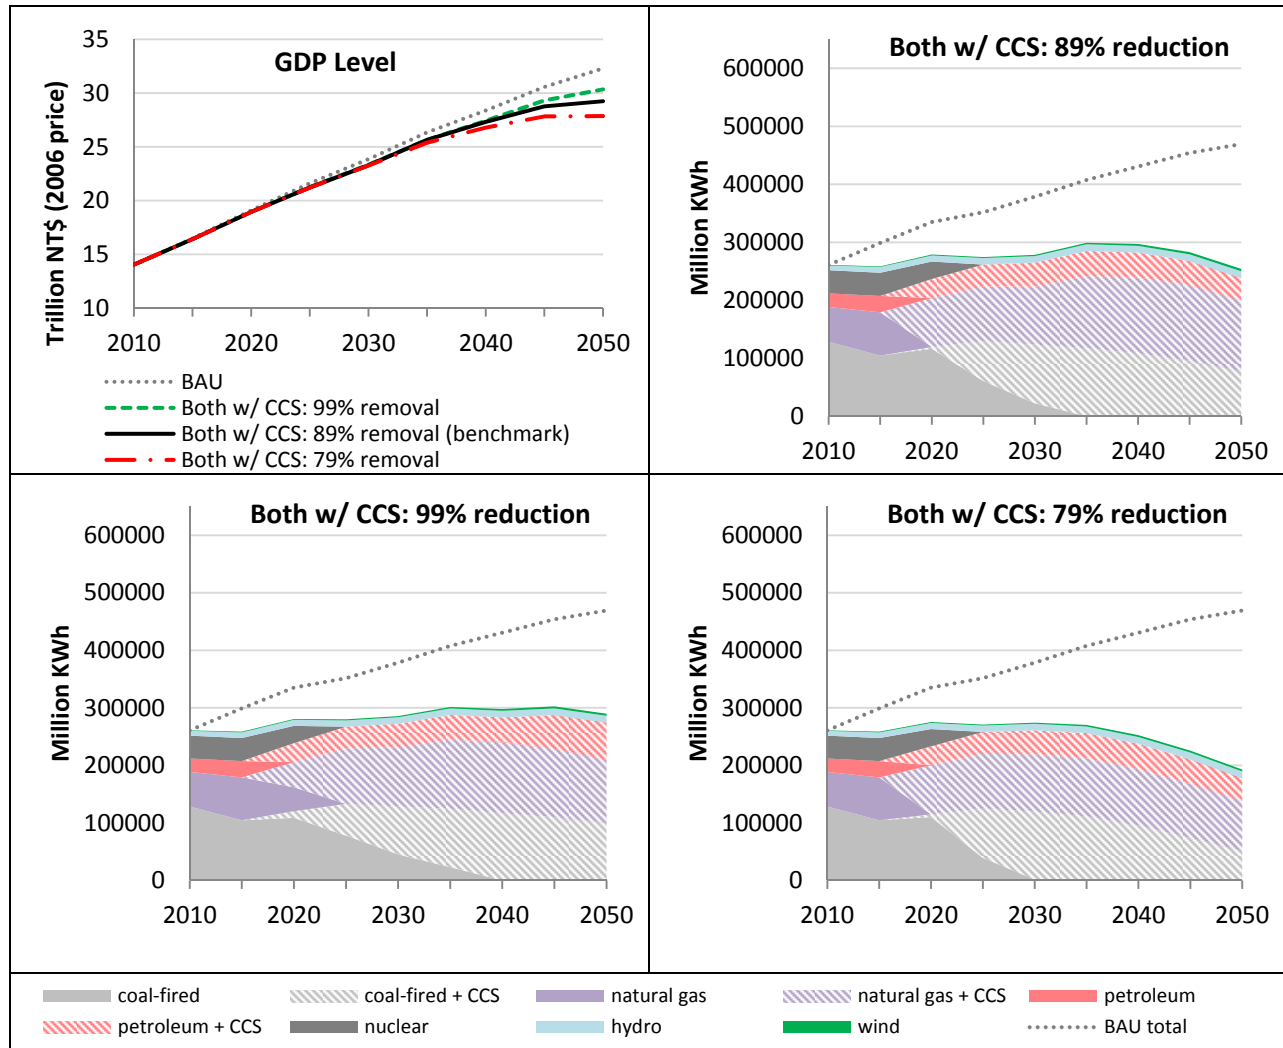 GDP Level
Trillion NT$ (2006 price)
35
30
25
20
15
10
2010 2020 2030 2040 2050
BAU
Both w/ CCS: 99% removal
Both w/ CCS: 89% removal (benchmark)
Both w/ CCS: 79% removal
Both w/ CCS: 89% reduction
Million KWh
600000
500000
400000
300000
200000
100000
0
2010 2020 2030 2040 2050
Both w/ CCS: 99% reduction
Million KWh
600000
500000
400000
300000
200000
100000
0
2010 2020 2030 2040 2050
Both w/ CCS: 79% reduction
Million KWh
600000
500000
400000
300000
200000
100000
0
2010 2020 2030 2040 2050
coal-fired coal-fired + CCS natural gas natural gas + CCS petroleum
petroleum + CCS nuclear hydro wind BAU total